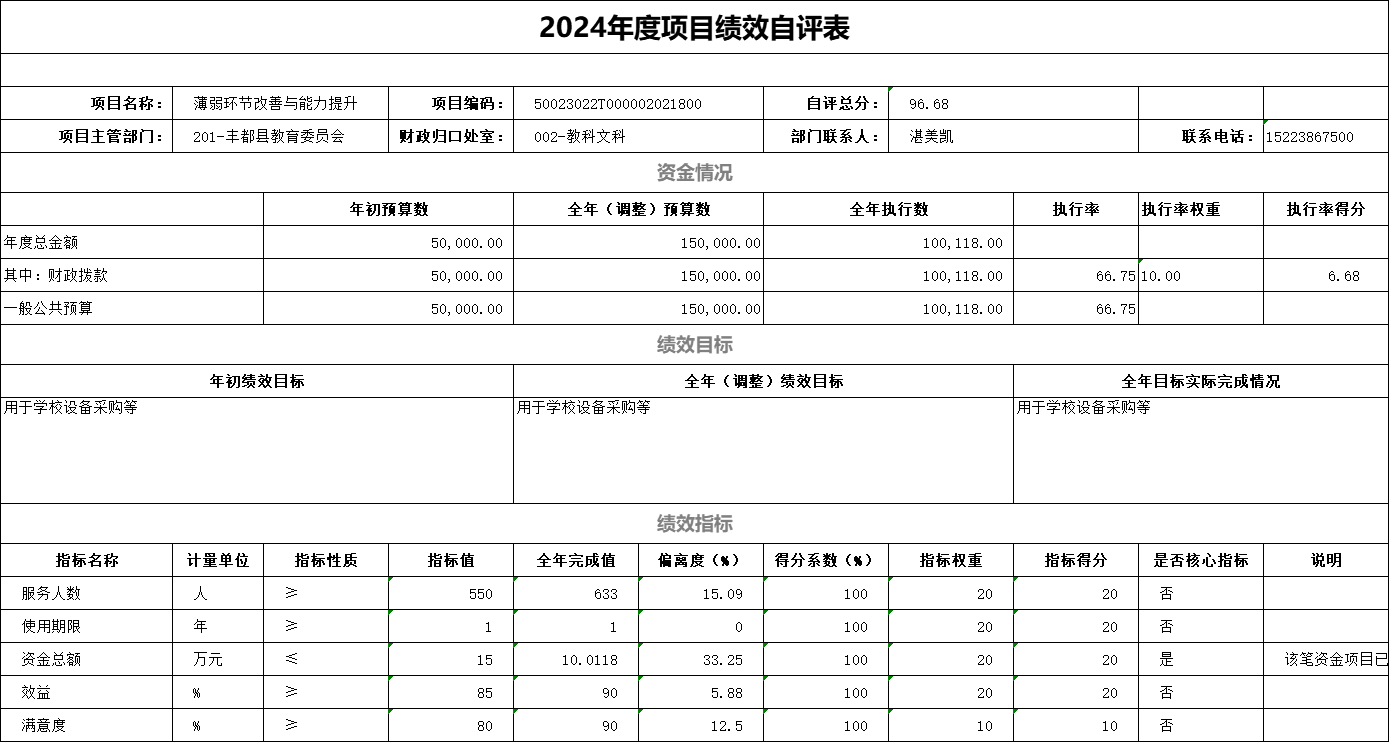 2024年度项目绩效自评表
项目名称： 薄弱环节改善与能力提升 项目编码： 50023022T000002021800 自评总分： 96.68
项目主管部门： 201-丰都县教育委员会 财政归口处室： 002-教科文科 部门联系人： 湛美凯 联系电话： 15223867500
资金情况
年初预算数 全年（调整）预算数 全年执行数 执行率 执行率权重 执行率得分
年度总金额 50,000.00 150,000.00 100,118.00
其中：财政拨款 50,000.00 150,000.00 100,118.00 66.75 10.00 6.68
一般公共预算 50,000.00 150,000.00 100,118.00 66.75
绩效目标
年初绩效目标 全年（调整）绩效目标 全年目标实际完成情况
用于学校设备采购等 用于学校设备采购等 用于学校设备采购等
绩效指标
指标名称 计量单位 指标性质 指标值 全年完成值 偏离度（%） 得分系数（%） 指标权重 指标得分 是否核心指标 说明
服务人数 人 ≥ 550 633 15.09 100 20 20 否
使用期限 年 ≥ 1 1 0 100 20 20 否
资金总额 万元 ≤ 15 10.0118 33.25 100 20 20 是 该笔资金项目已
效益 % ≥ 85 90 5.88 100 20 20 否
满意度 % ≥ 80 90 12.5 100 10 10 否